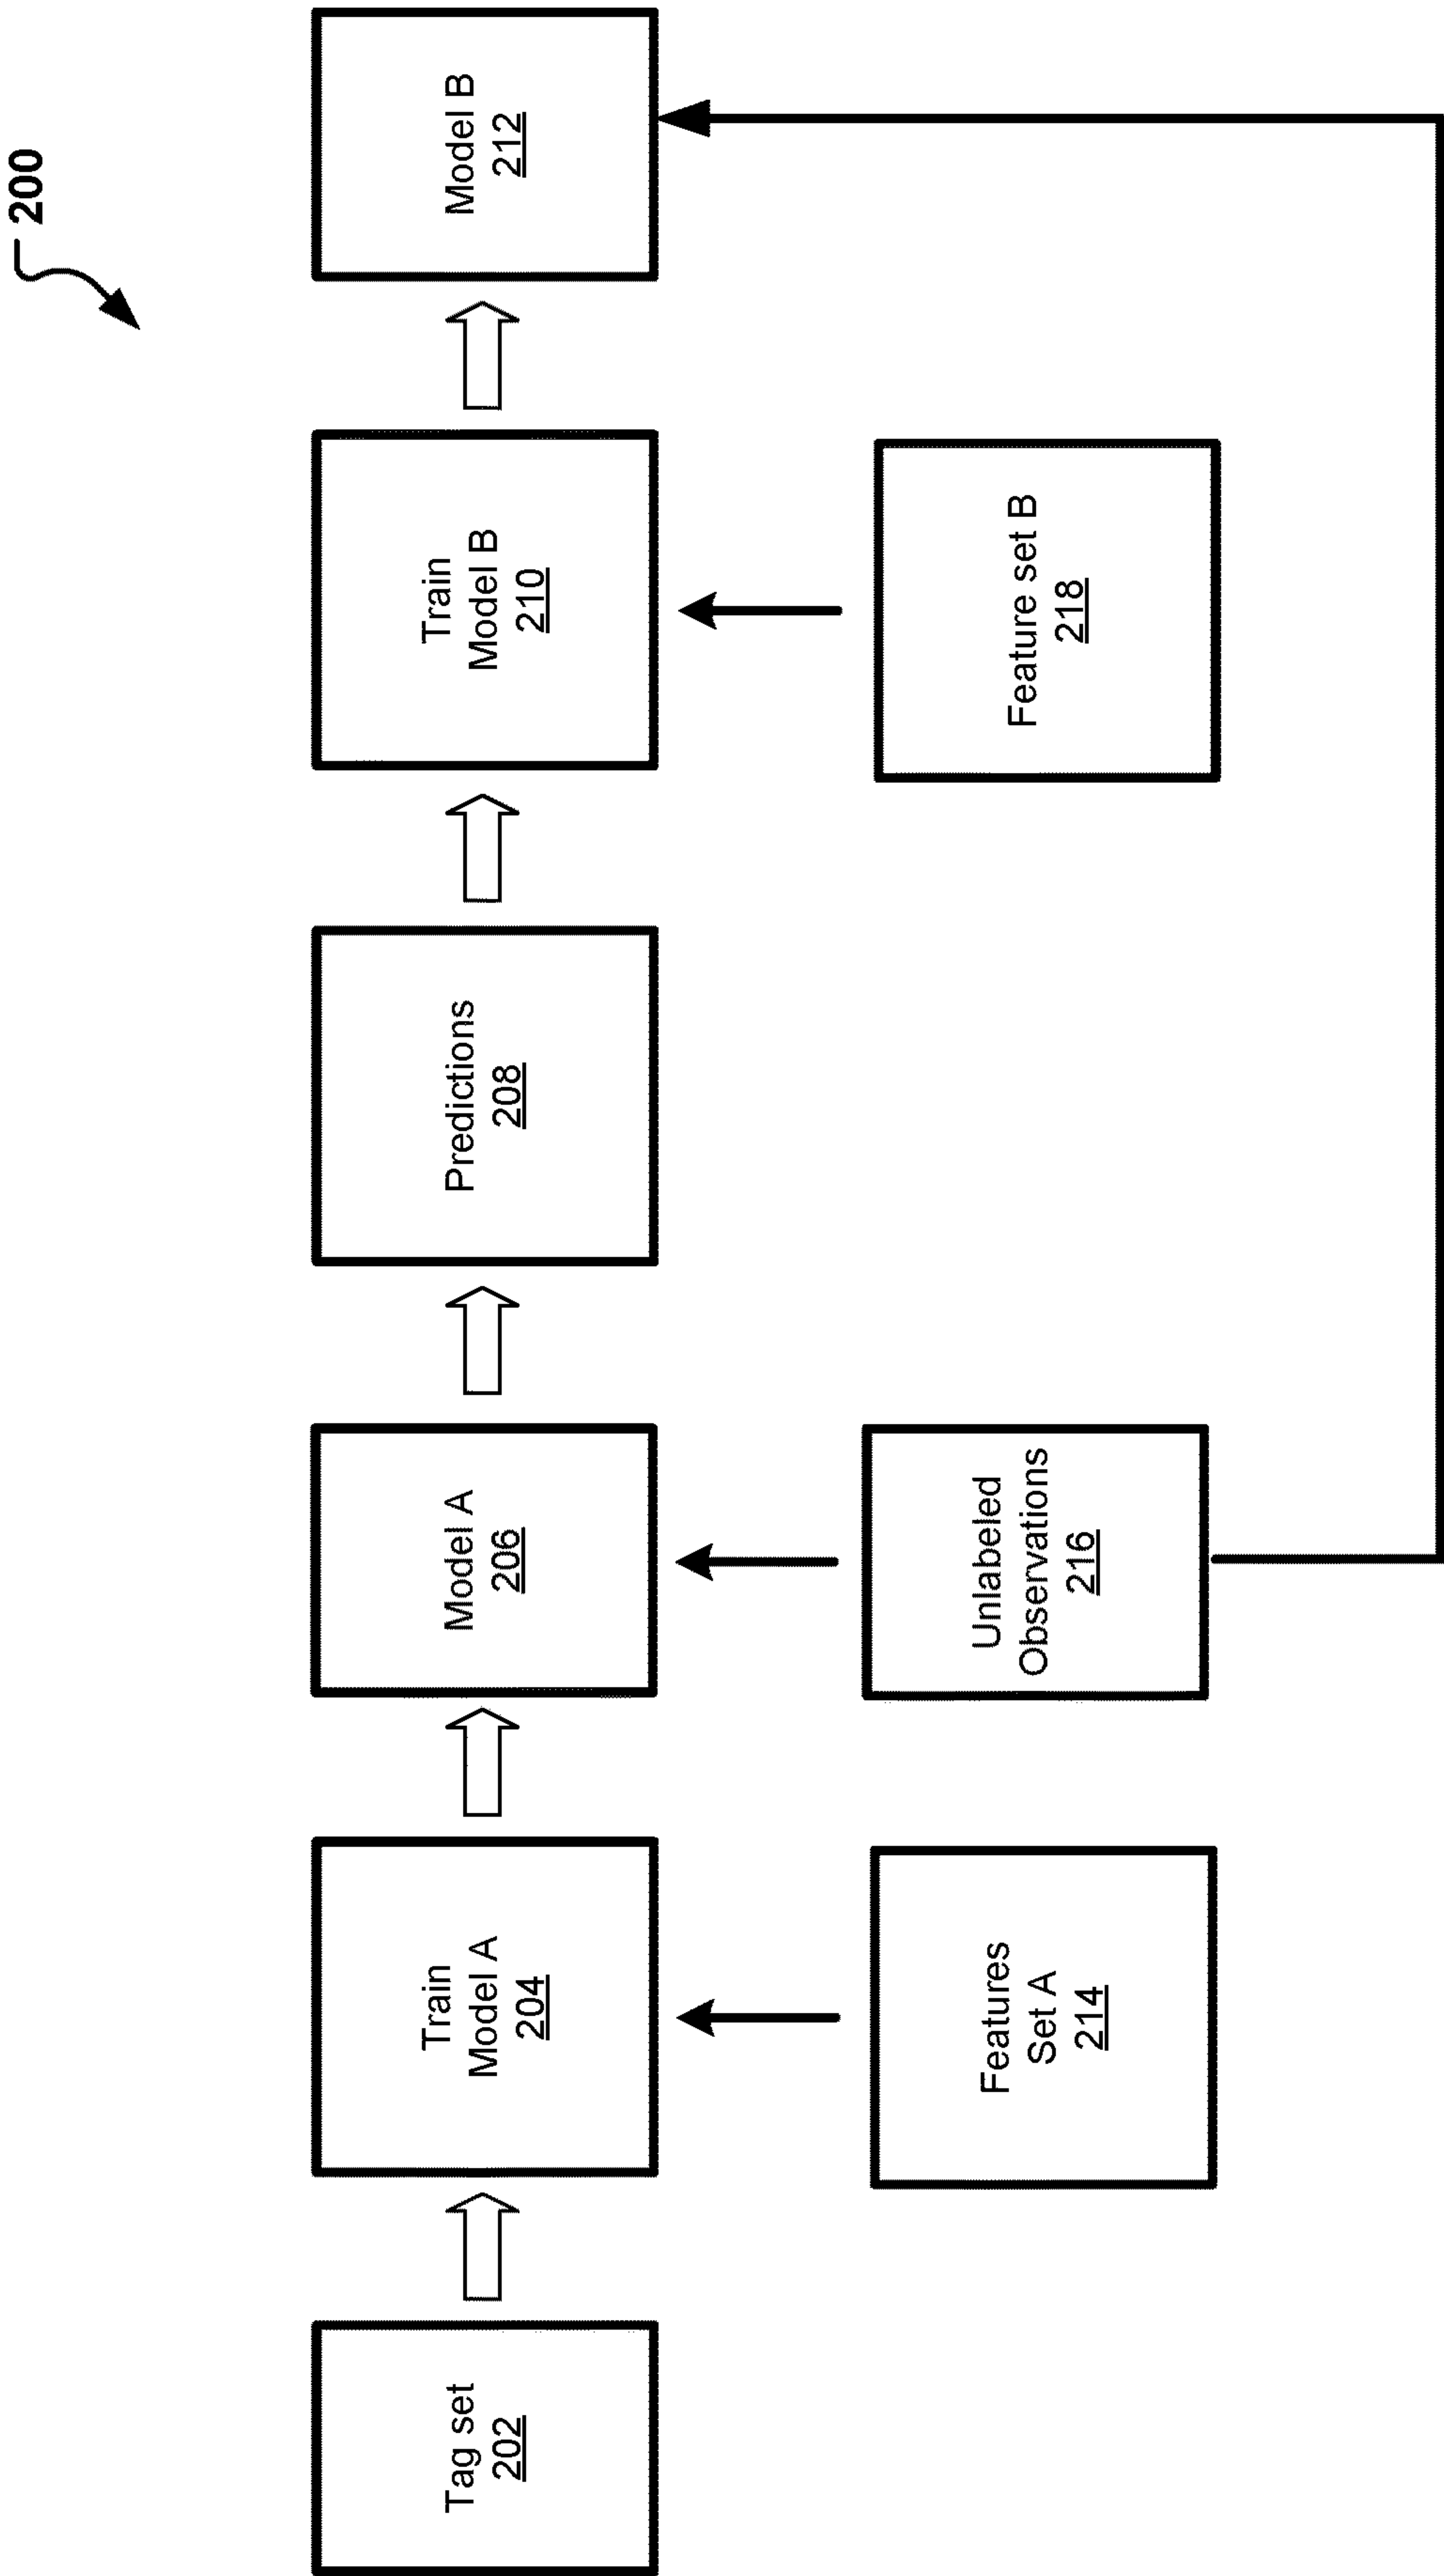 200
Tag set
202
Train
Model A
204
Model A
206
Predictions
208
Train
Model B
210
Model B
212
Features
Set A
214
Unlabeled
Observations
216
Feature set B
218